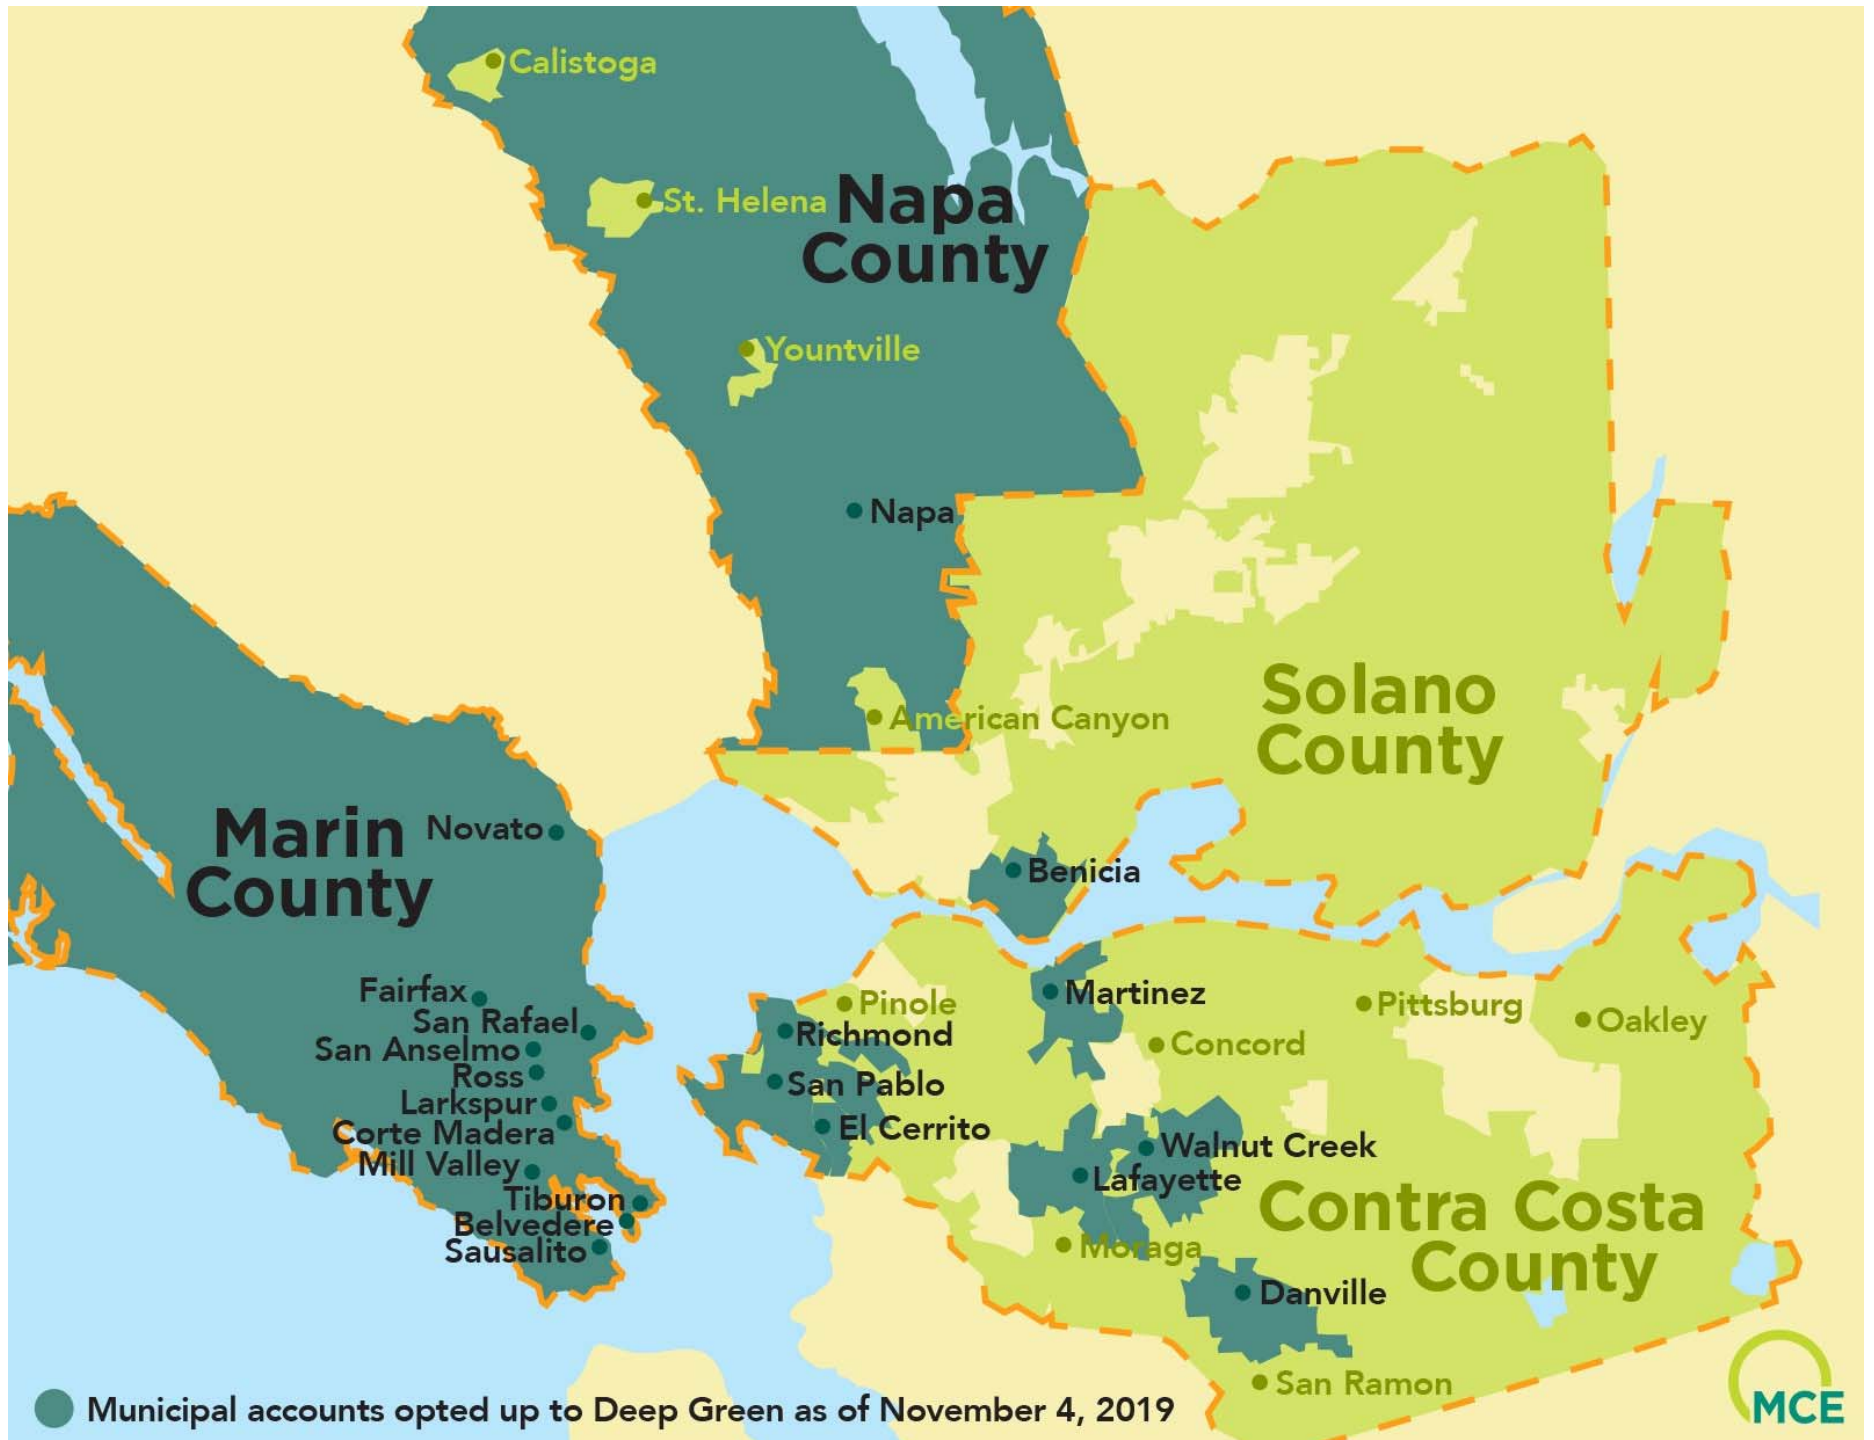 Calistoga
St. Helena
Napa
County
Yountville
Napa
American Canyon
Solano
County
Marin
County
Novato
Benicia
Fairfax
San Rafael
San Anselmo
Ross
Larkspur
Corte Madera
Mill Valley
Tiburon
Belvedere
Sausalito
Pinole
Richmond
San Pablo
El Cerrito
Martinez
Concord
Pittsburg
Oakley
Walnut Creek
Lafayette
Moraga
Contra Costa
County
Danville
San Ramon
Municipal accounts opted up to Deep Green as of November 4, 2019
MCE